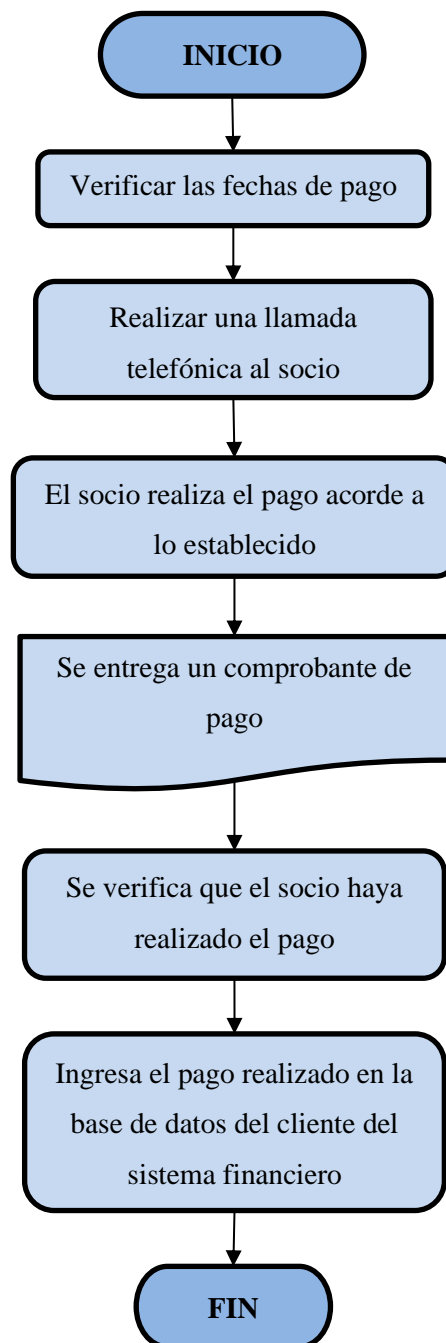 INICIO
Verificar las fechas de pago
Realizar una llamada
telefónica al socio
El socio realiza el pago acorde a
lo establecido
Se entrega un comprobante de
pago
Se verifica que el socio haya
realizado el pago
Ingresa el pago realizado en la
base de datos del cliente del
sistema financiero
FIN